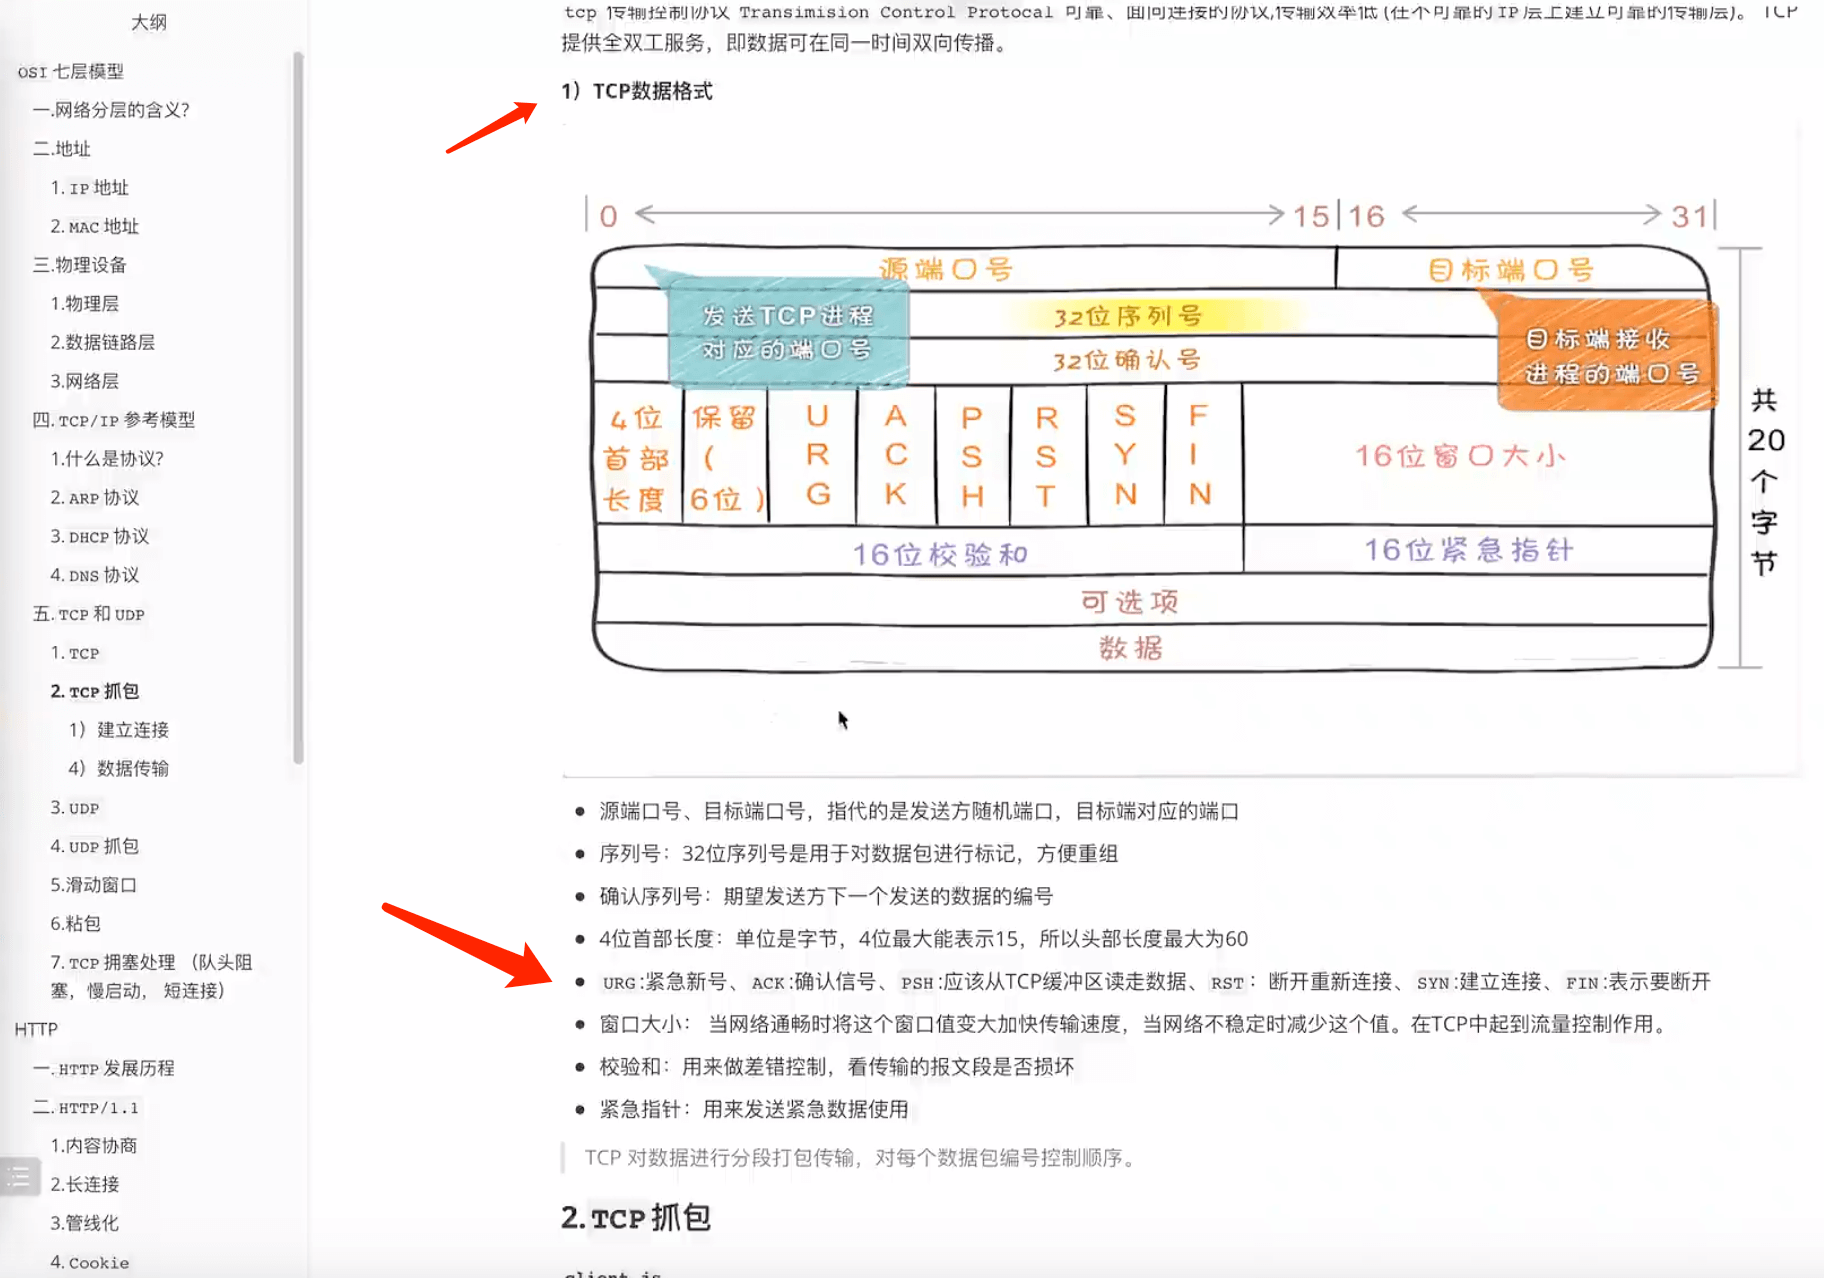 大纲
OSI 七层模型
一.网络分层的含义?
二.地址
1. IP 地址
2. MAC 地址
三.物理设备
1.物理层
2.数据链路层
3.网络层
四. TCP/IP 参考模型
1.什么是协议?
2. ARP 协议
3. DHCP 协议
4. DNS 协议
五. TCP 和 UDP
1. TCP
2. TCP 抓包
1）建立连接
4）数据传输
3. UDP
4. UDP 抓包
5.滑动窗口
6.粘包
7. TCP 拥塞处理 （队头阻
塞，慢启动， 短连接）
HTTP
一. HTTP 发展历程
二. HTTP/1.1
1.内容协商
2.长连接
3.管线化
4. Cookie
tcp 传输控制协议 Transimision Control Protocal 可靠、面向连接的协议,传输效率低 (在不可靠的 IP 层上建立可靠的传输层)。 TCP
提供全双工服务，即数据可在同一时间双向传播。
1）TCP数据格式
0 15 16 31
源端口号 目标端口号
发送TCP进程
对应的端口号
32位序列号
32位确认号
目标端接收
进程的端口号
4位
首部
长度
保留
(
6位)
URG
ACK
PSH
RST
SYN
FIN
16位窗口大小
16位校验和 16位紧急指针
可选项
数据
共
20
个
字
节
源端口号、目标端口号，指代的是发送方随机端口，目标端对应的端口
序列号：32位序列号是用于对数据包进行标记，方便重组
确认序列号：期望发送方下一个发送的数据的编号
4位首部长度：单位是字节，4位最大能表示15，所以头部长度最大为60
URG:紧急新号、ACK:确认信号、PSH:应该从TCP缓冲区读走数据、RST：断开重新连接、SYN:建立连接、FIN:表示要断开
窗口大小： 当网络通畅时将这个窗口值变大加快传输速度，当网络不稳定时减少这个值。在TCP中起到流量控制作用。
校验和：用来做差错控制，看传输的报文段是否损坏
紧急指针：用来发送紧急数据使用
TCP 对数据进行分段打包传输，对每个数据包编号控制顺序。
2. TCP 抓包
client.js